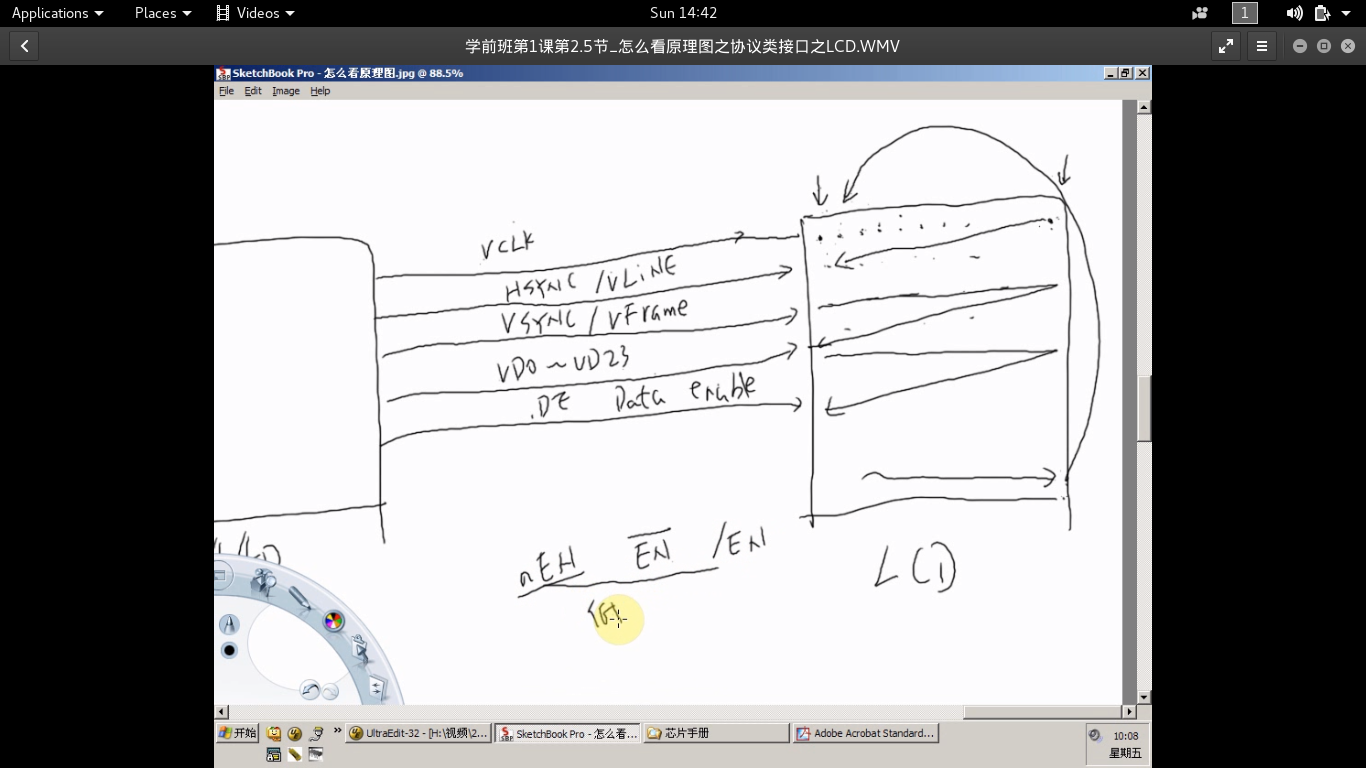 Applications Places Videos Sun 14:42 1
学前班第1课第2.5节_怎么看原理图之协议类接口之LCD.WMV
SketchBook Pro - 怎么看原理图.jpg @ 88.5%
File Edit Image Help
VCLK
HSYNC /VLiNE
VSYNC / VFrame
VD0 ~ VD23
.DE Data enable
nEN EN /EN
LCD
开始 UltraEdit-32 - [H:\视频\2... SketchBook Pro - 怎么看... 芯片手册 Adobe Acrobat Standard... 10:08
星期五